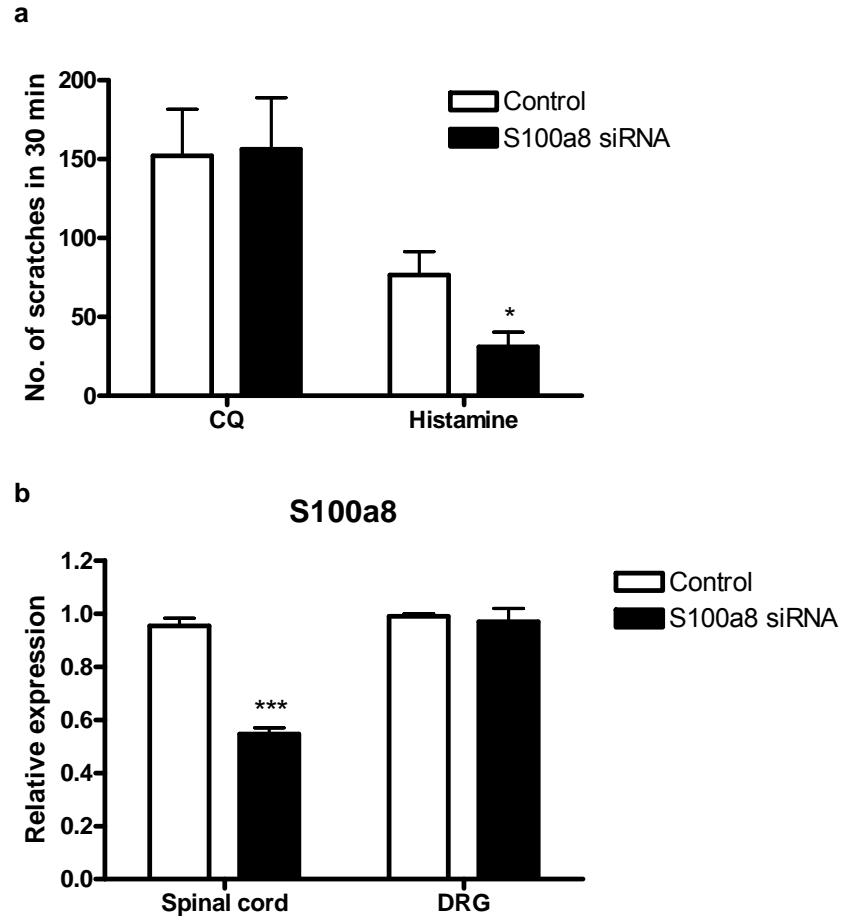 a
No. of scratches in 30 min
200
150
100
50
0
Control
S100a8 siRNA
*
CQ
Histamine
b
S100a8
Relative expression
1.2
1.0
0.8
0.6
0.4
0.2
0.0
Control
S100a8 siRNA
***
Spinal cord
DRG